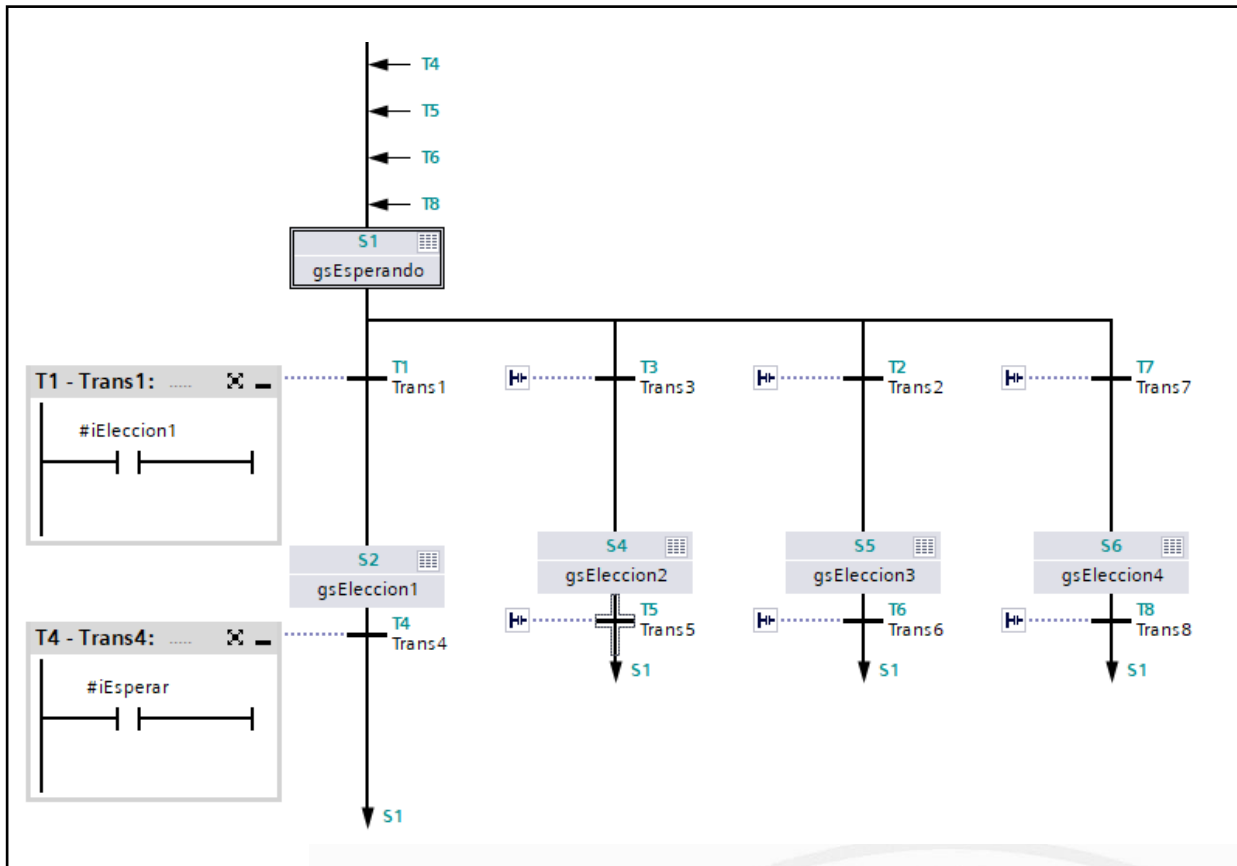 T4
T5
T6
T8
S1
gsEsperando
T1 - Trans1: .....
#iEleccion1
T1
Trans1
T3
Trans3
T2
Trans2
T7
Trans7
S2
gsEleccion1
S4
gsEleccion2
S5
gsEleccion3
S6
gsEleccion4
T4 - Trans4: .....
#iEsperar
T4
Trans4
T5
Trans5
T6
Trans6
T8
Trans8
S1
S1
S1
S1